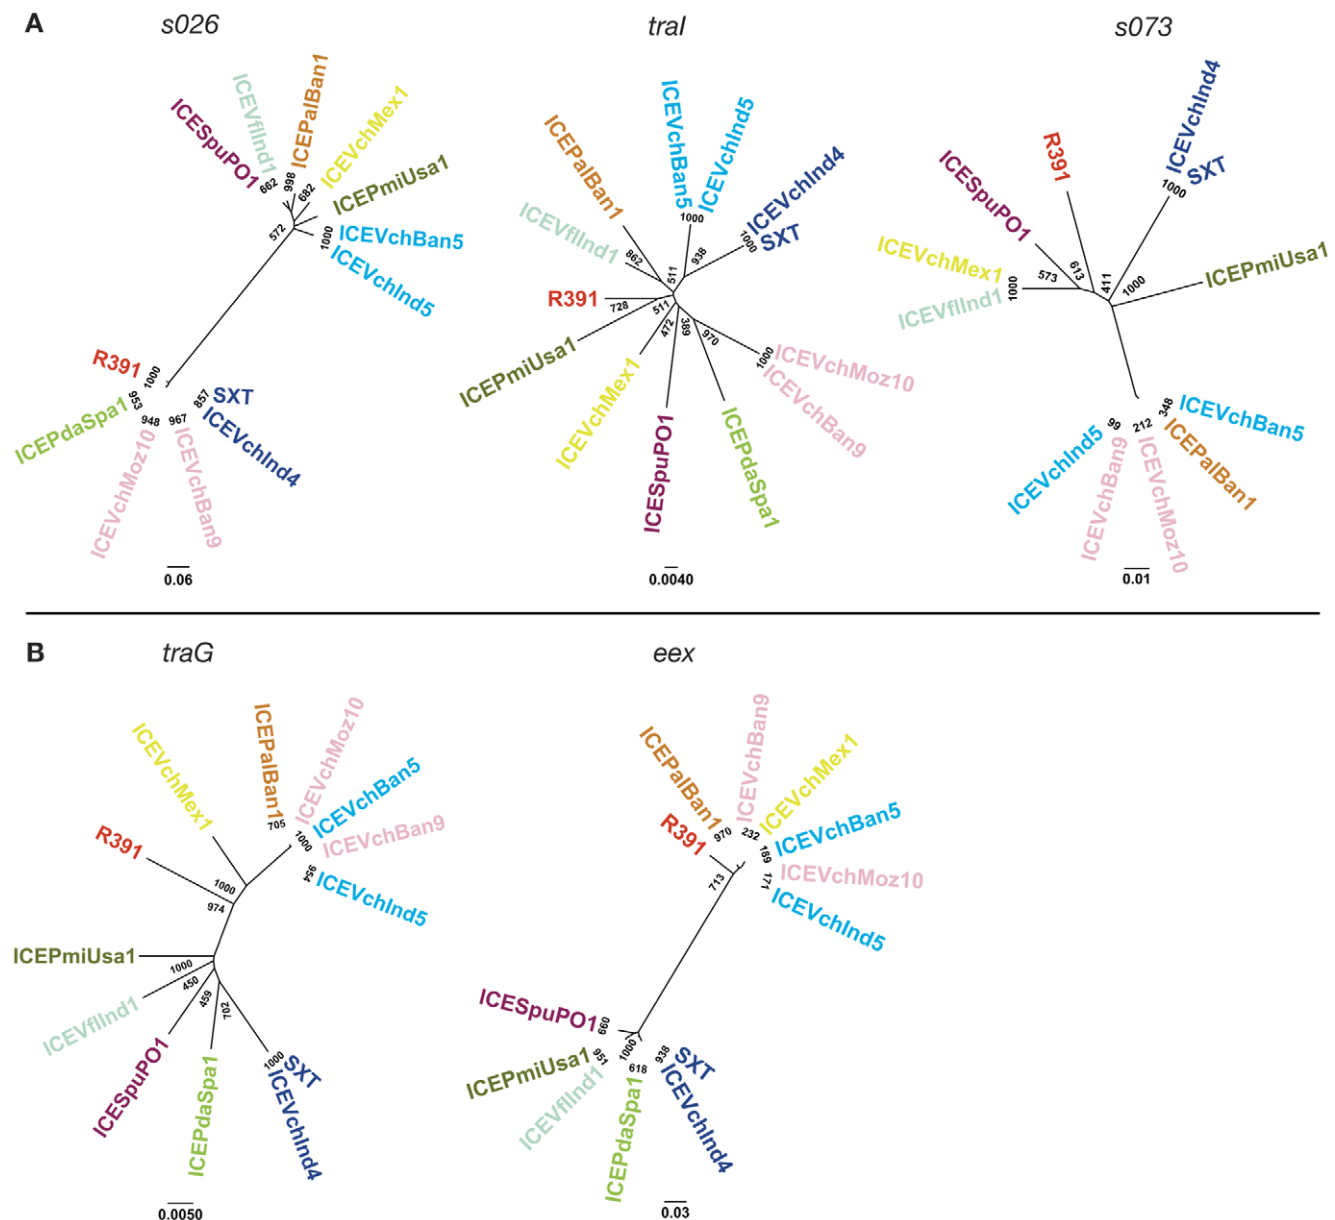 A
s026
traI
s073
ICEVflInd1
ICEPalBan1
ICEVchMex1
ICESpuPO1
ICEPmiUsa1
662
998
682
572
1000
ICEVchBan5
ICEVchInd5
R391
1000
953
ICEPdaSpa1
948
967
857
SXT
ICEVchInd4
ICEVchMoz10
ICEVchBan9
0.06
ICEPalBan1
ICEVchBan5
ICEVchInd5
ICEVchInd4
SXT
1000
1000
ICEVflInd1
862
511
938
R391
728
511
472
389
970
1000
ICEPmiUsa1
ICEVchMex1
ICESpuPO1
ICEPdaSpa1
ICEVchMoz10
ICEVchBan9
0.0040
ICEVchInd4
SXT
1000
R391
ICESpuPO1
ICEVchMex1
ICEVflInd1
1000
573
613
411
1000
ICEPmiUsa1
348
ICEVchBan5
99
212
ICEVchInd5
ICEPalBan1
ICEVchBan9
ICEVchMoz10
0.01
B
traG
eex
ICEVchMex1
ICEPalBan1
ICEVchMoz10
ICEVchBan5
ICEVchBan9
ICEVchInd5
705
1000
954
R391
1000
974
ICEPmiUsa1
1000
450
459
702
ICEVflInd1
ICESpuPO1
ICEPdaSpa1
1000
SXT
ICEVchInd4
0.0050
ICEPalBan1
ICEVchBan9
ICEVchMex1
R391
970
232
189
171
ICEVchBan5
ICEVchMoz10
ICEVchInd5
713
ICESpuPO1
660
ICEPmiUsa1
951
1000
618
938
SXT
ICEVchInd4
ICEVflInd1
ICEPdaSpa1
0.03